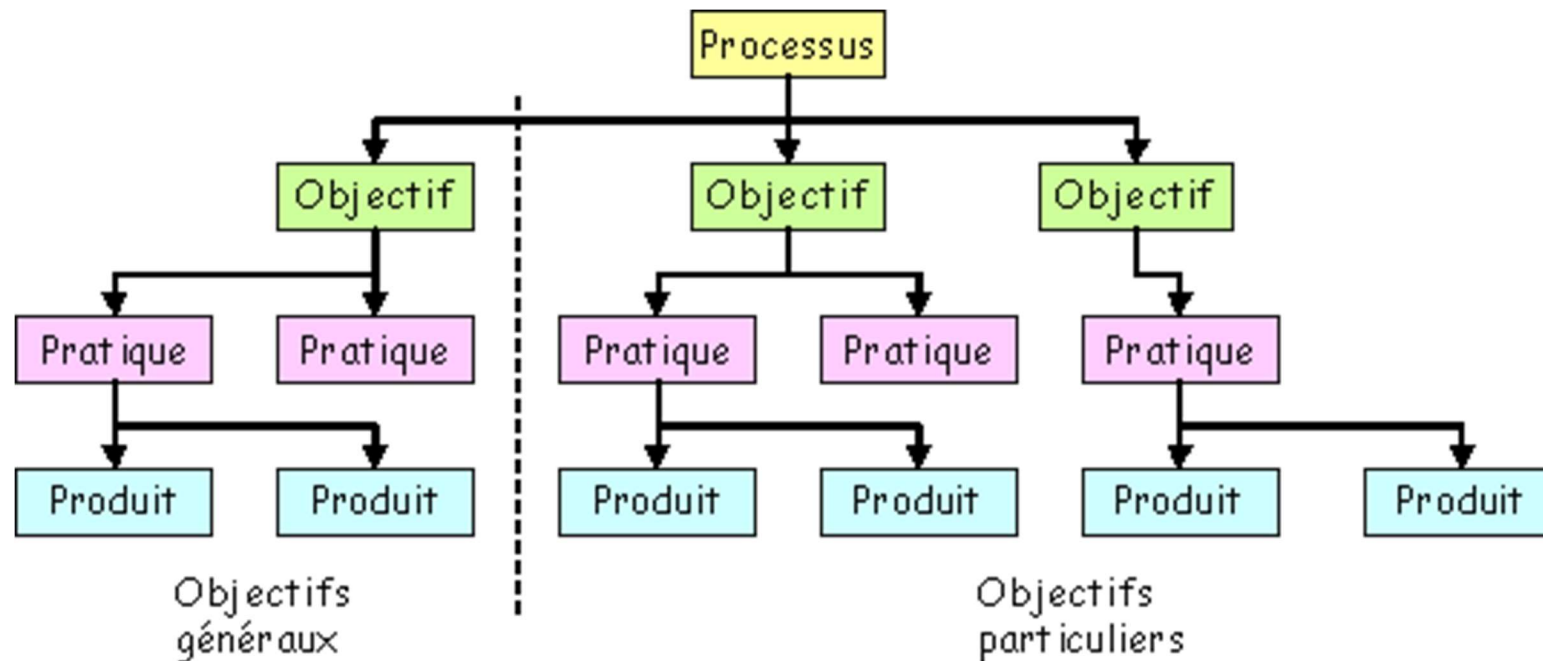 Processus
Objectif Objectif Objectif
Pratique Pratique Pratique Pratique Pratique
Produit Produit Produit Produit Produit Produit
Objectifs
généraux
Objectifs
particuliers